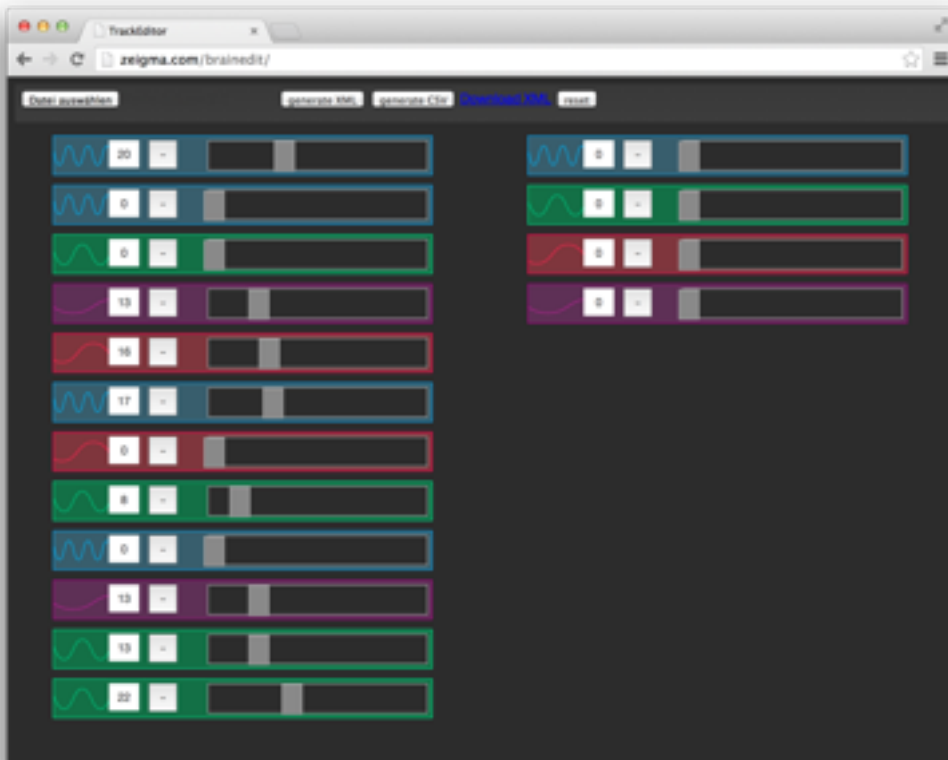 TrackEditor ×
zeigma.com/brainedit/
Datei auswählen generate XML generate CSV Download XML reset
20 - 0 -
0 - 0 -
0 - 0 -
13 - 0 -
16 -
17 -
0 -
8 -
0 -
13 -
13 -
22 -